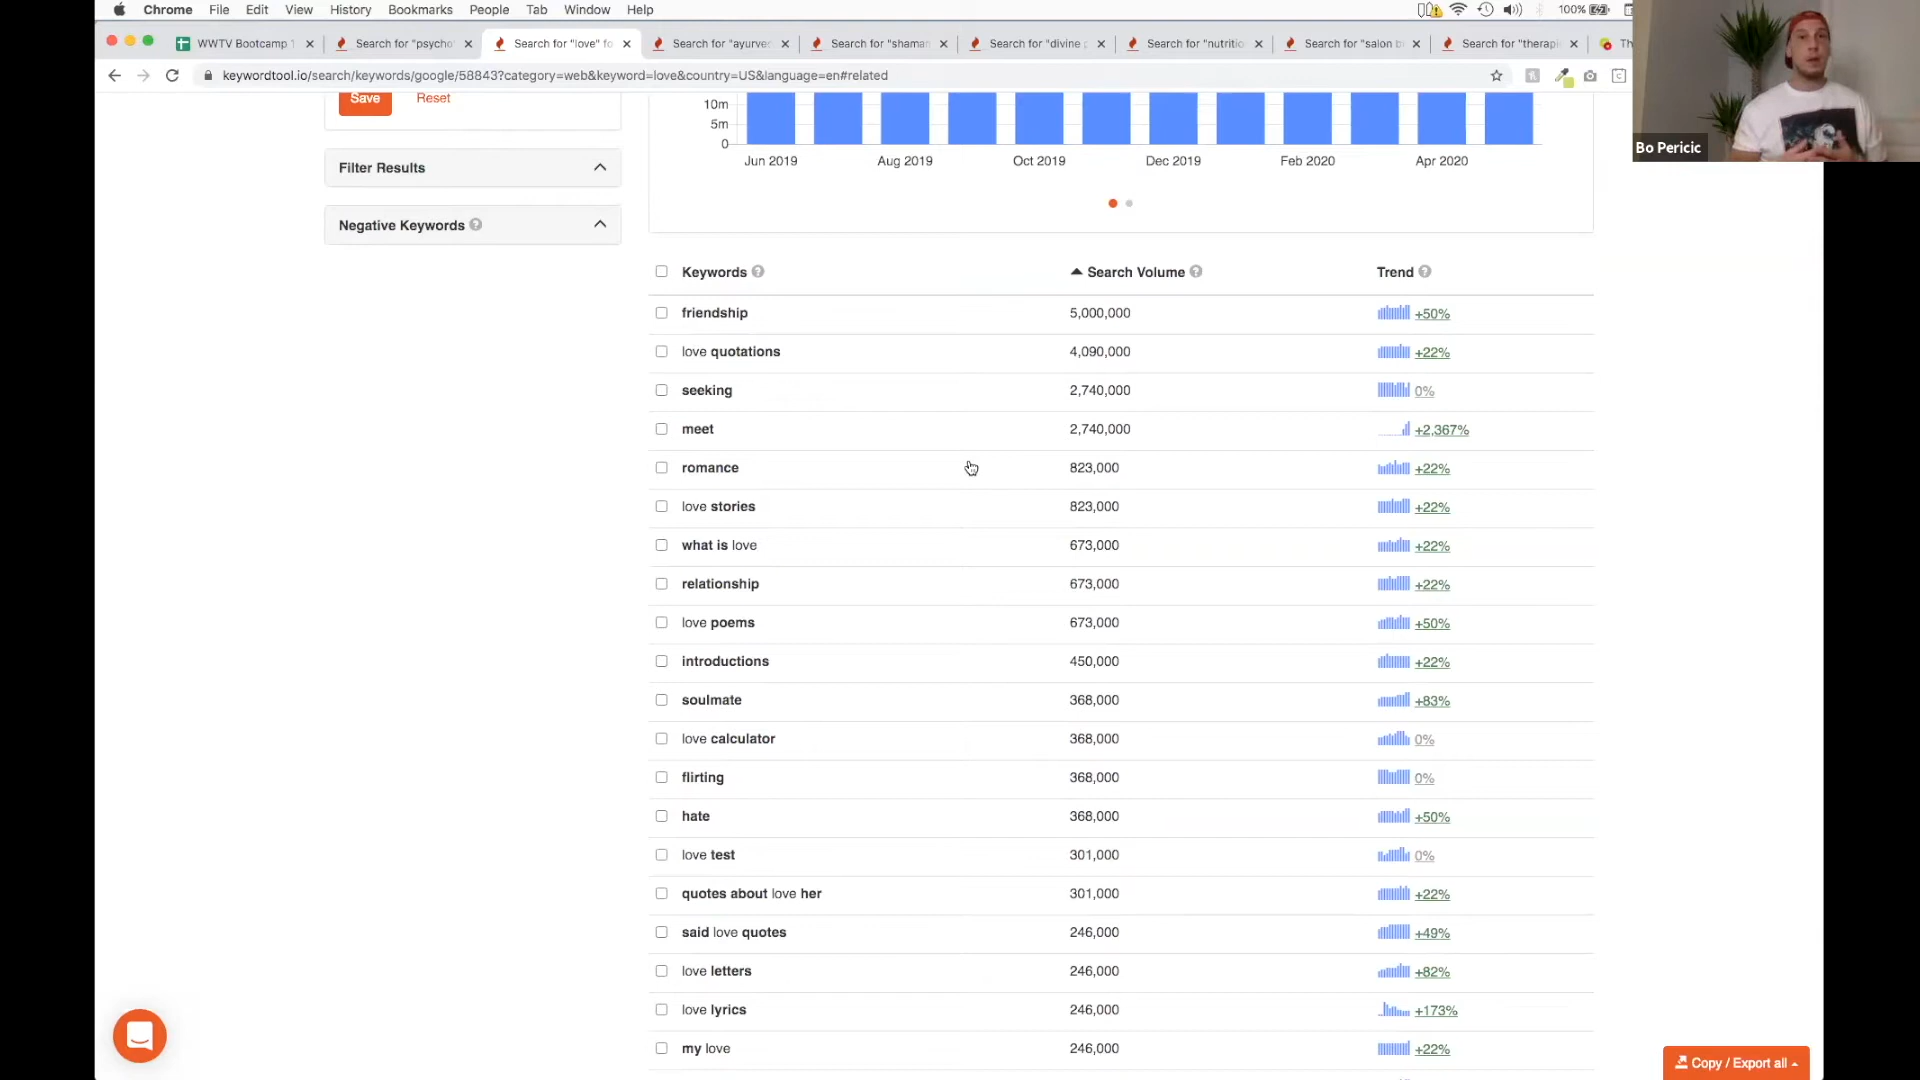 Chrome File Edit View History Bookmarks People Tab Window Help 100%
WWTV Bootcamp
Search for "psycho
Search for "love" fo
Search for "ayurve
Search for "shaman
Search for "divine p
Search for "nutritio
Search for "salon b
Search for "therapi
Th
keywordtool.io/search/keywords/google/58843?category=web&keyword=love&country=US&language=en#related
Bo Pericic
Save Reset
Filter Results
Negative Keywords ?
10m
5m
0
Jun 2019 Aug 2019 Oct 2019 Dec 2019 Feb 2020 Apr 2020
Keywords ? Search Volume ? Trend ?
friendship 5,000,000 +50%
love quotations 4,090,000 +22%
seeking 2,740,000 0%
meet 2,740,000 +2,367%
romance 823,000 +22%
love stories 823,000 +22%
what is love 673,000 +22%
relationship 673,000 +22%
love poems 673,000 +50%
introductions 450,000 +22%
soulmate 368,000 +83%
love calculator 368,000 0%
flirting 368,000 0%
hate 368,000 +50%
love test 301,000 0%
quotes about love her 301,000 +22%
said love quotes 246,000 +49%
love letters 246,000 +82%
love lyrics 246,000 +173%
my love 246,000 +22%
Copy / Export all